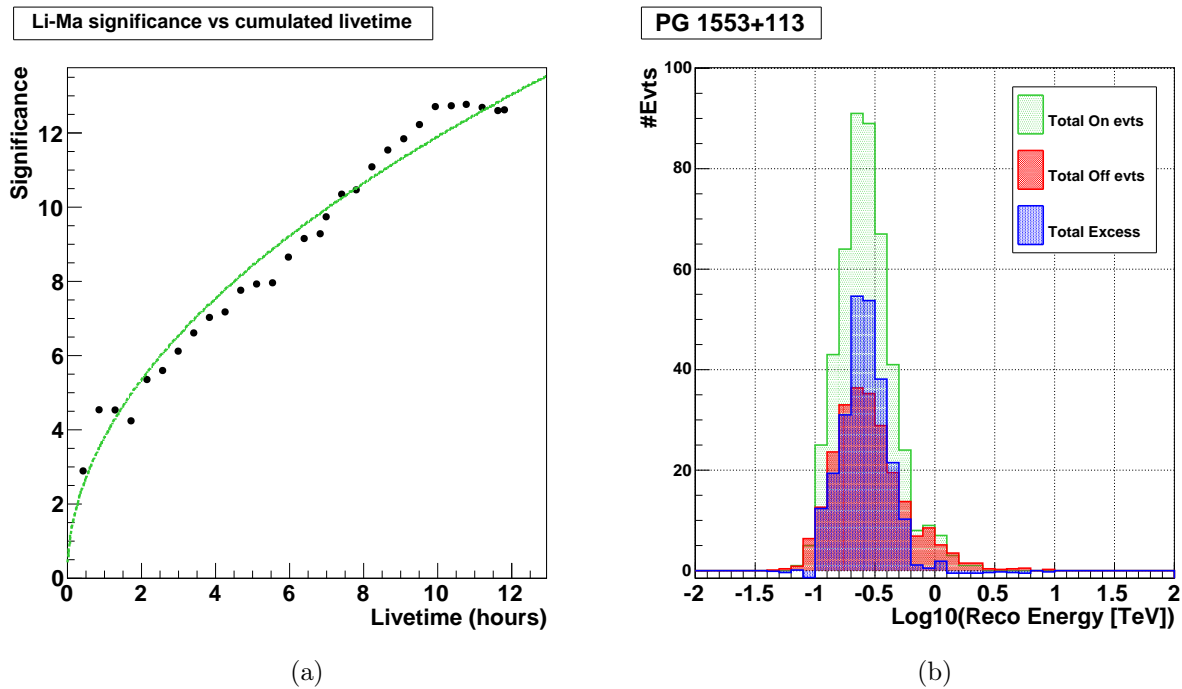 Li-Ma significance vs cumulated livetime
Significance
12
10
8
6
4
2
0
0 2 4 6 8 10 12
Livetime (hours)
(a)
PG 1553+113
#Evts
100
80
60
40
20
0
Total On evts
Total Off evts
Total Excess
-2 -1.5 -1 -0.5 0 0.5 1 1.5 2
Log10(Reco Energy [TeV])
(b)